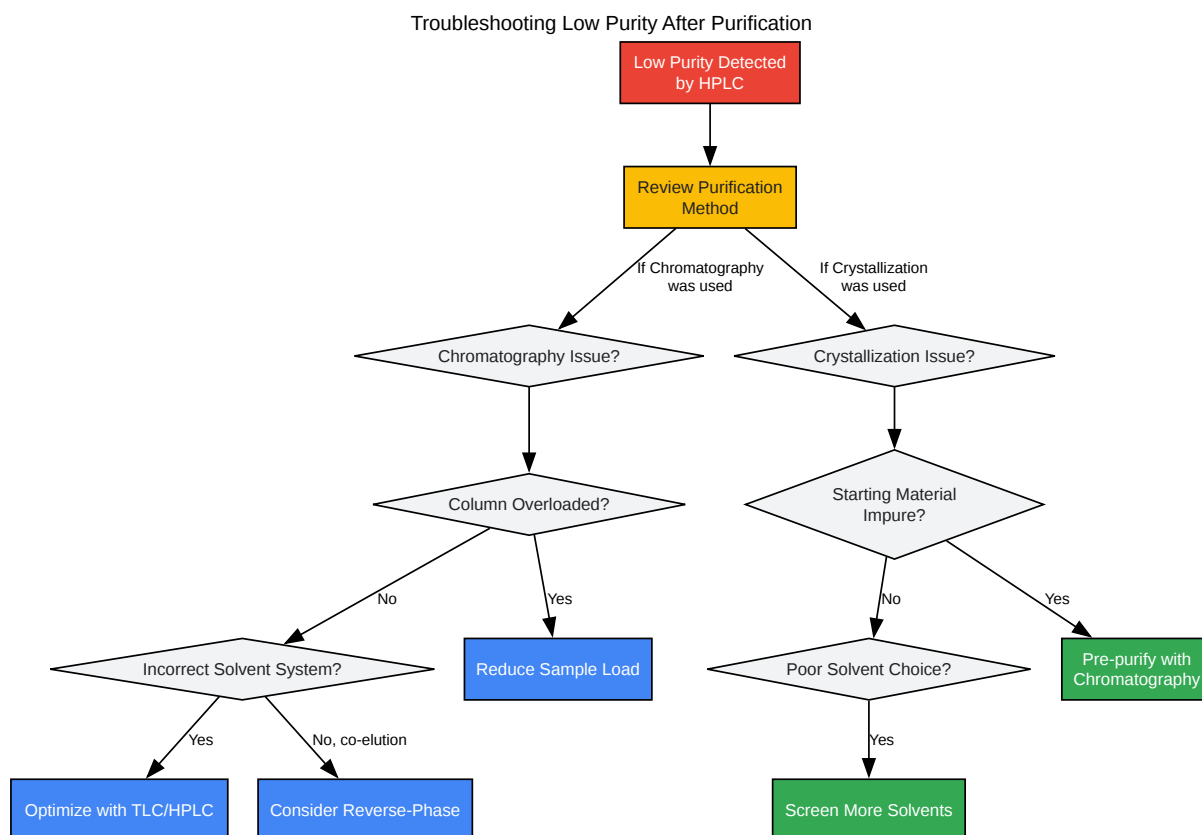 Troubleshooting Low Purity After Purification
Low Purity Detected
by HPLC
Review Purification
Method
If Chromatography
was used
If Crystallization
was used
Chromatography Issue?
Crystallization Issue?
Column Overloaded?
Starting Material
Impure?
No
Yes
No
Yes
Incorrect Solvent System?
Reduce Sample Load
Poor Solvent Choice?
Pre-purify with
Chromatography
Yes
No, co-elution
Yes
Optimize with TLC/HPLC
Consider Reverse-Phase
Screen More Solvents